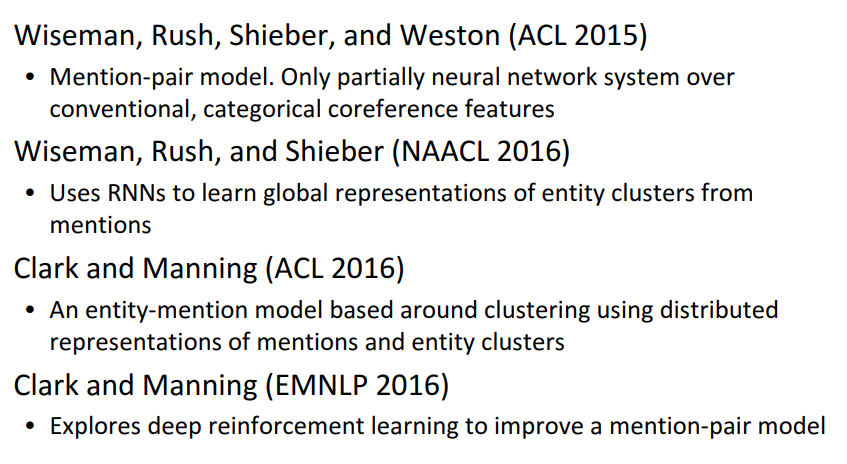 Wiseman, Rush, Shieber, and Weston (ACL 2015)
• Mention-pair model. Only partially neural network system over
conventional, categorical coreference features
Wiseman, Rush, and Shieber (NAACL 2016)
• Uses RNNs to learn global representations of entity clusters from
mentions
Clark and Manning (ACL 2016)
• An entity-mention model based around clustering using distributed
representations of mentions and entity clusters
Clark and Manning (EMNLP 2016)
• Explores deep reinforcement learning to improve a mention-pair model